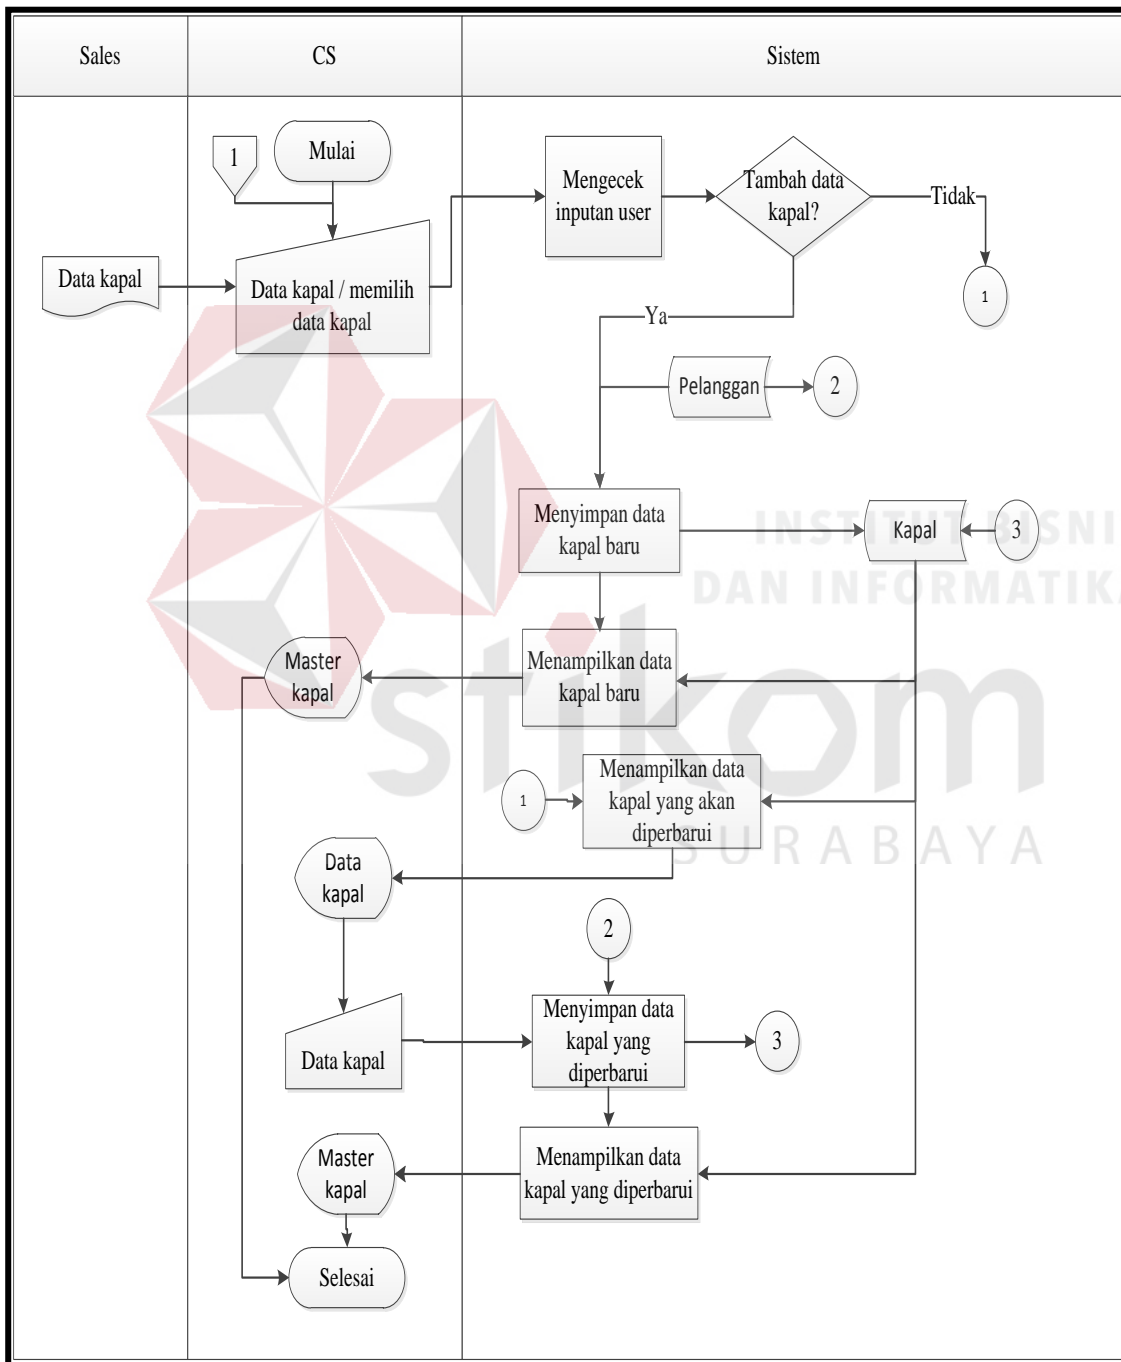 Sales
CS
Sistem
1
Mulai
Mengecek
inputan user
Tambah data
kapal?
Tidak
1
Data kapal
Data kapal / memilih
data kapal
Ya
Pelanggan
2
Menyimpan data
kapal baru
Kapal
3
INSTITUT BISNI
DAN INFORMATIKA
Master
kapal
Menampilkan data
kapal baru
stikom
SURABAYA
1
Menampilkan data
kapal yang akan
diperbarui
Data
kapal
2
Data kapal
Menyimpan data
kapal yang
diperbarui
3
Master
kapal
Menampilkan data
kapal yang diperbarui
Selesai